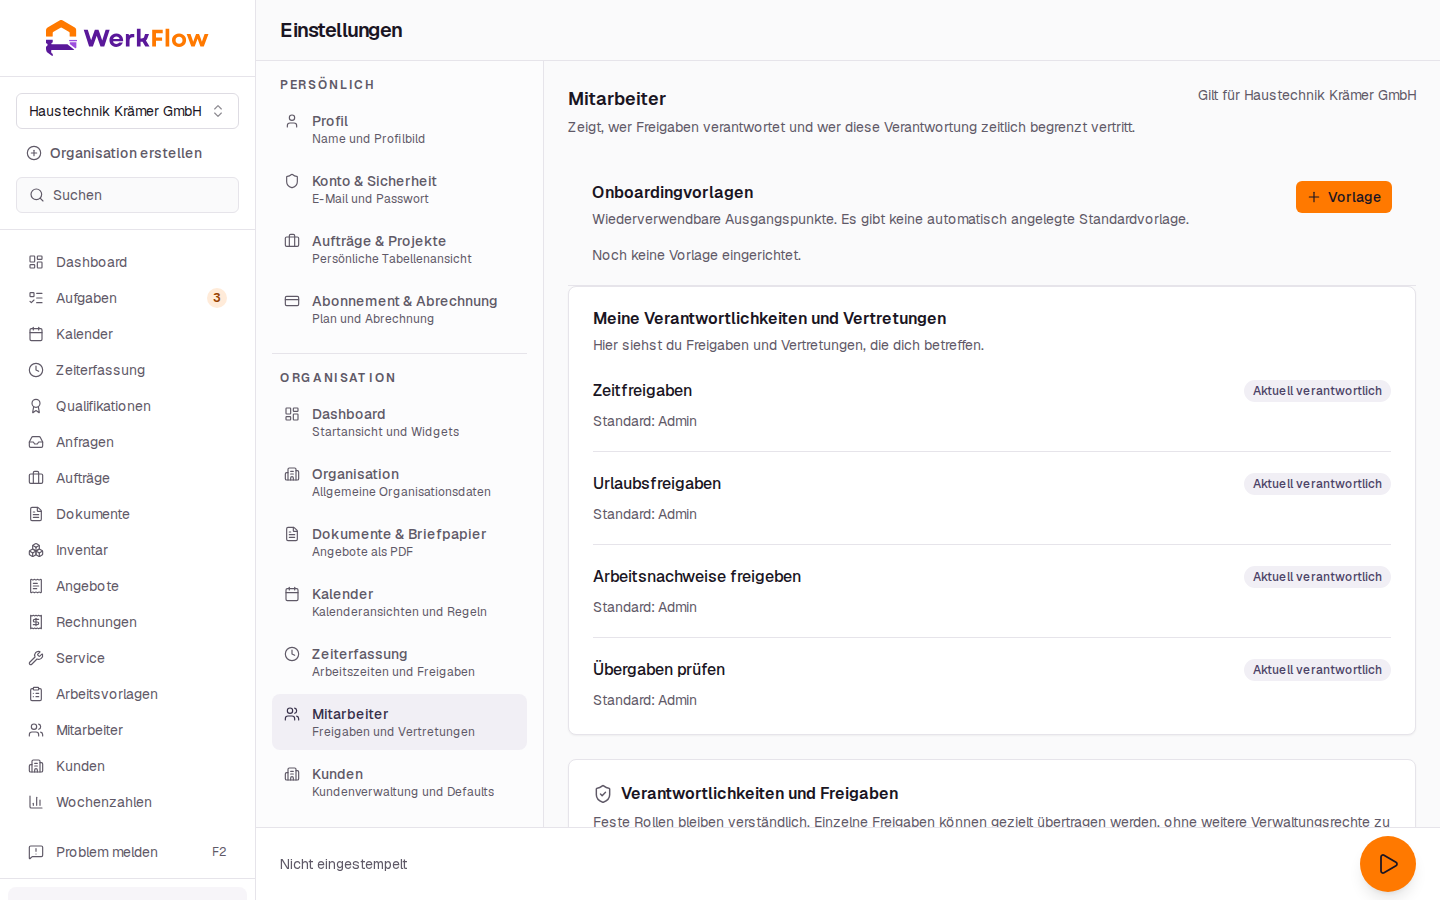 WerkFlow
Haustechnik Krämer GmbH
Organisation erstellen
Suchen
Dashboard
Aufgaben 3
Kalender
Zeiterfassung
Qualifikationen
Anfragen
Aufträge
Dokumente
Inventar
Angebote
Rechnungen
Service
Arbeitsvorlagen
Mitarbeiter
Kunden
Wochenzahlen
Problem melden F2
Einstellungen
PERSÖNLICH
Profil
Name und Profilbild
Konto & Sicherheit
E-Mail und Passwort
Aufträge & Projekte
Persönliche Tabellenansicht
Abonnement & Abrechnung
Plan und Abrechnung
ORGANISATION
Dashboard
Startansicht und Widgets
Organisation
Allgemeine Organisationsdaten
Dokumente & Briefpapier
Angebote als PDF
Kalender
Kalenderansichten und Regeln
Zeiterfassung
Arbeitszeiten und Freigaben
Mitarbeiter
Freigaben und Vertretungen
Kunden
Kundenverwaltung und Defaults
Mitarbeiter
Gilt für Haustechnik Krämer GmbH
Zeigt, wer Freigaben verantwortet und wer diese Verantwortung zeitlich begrenzt vertritt.
Onboardingvorlagen
Vorlage
Wiederverwendbare Ausgangspunkte. Es gibt keine automatisch angelegte Standardvorlage.
Noch keine Vorlage eingerichtet.
Meine Verantwortlichkeiten und Vertretungen
Hier siehst du Freigaben und Vertretungen, die dich betreffen.
Zeitfreigaben Aktuell verantwortlich
Standard: Admin
Urlaubsfreigaben Aktuell verantwortlich
Standard: Admin
Arbeitsnachweise freigeben Aktuell verantwortlich
Standard: Admin
Übergaben prüfen Aktuell verantwortlich
Standard: Admin
Verantwortlichkeiten und Freigaben
Feste Rollen bleiben verständlich. Einzelne Freigaben können gezielt übertragen werden, ohne weitere Verwaltungsrechte zu
Nicht eingestempelt